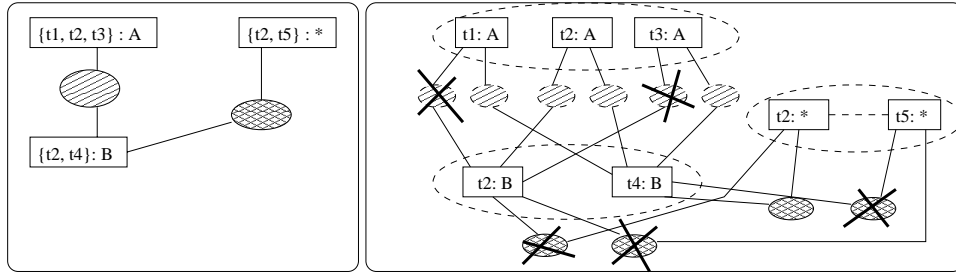 {t1, t2, t3} : A
{t2, t5} : *
{t2, t4}: B
t1: A
t2: A
t3: A
t2: *
t5: *
t2: B
t4: B